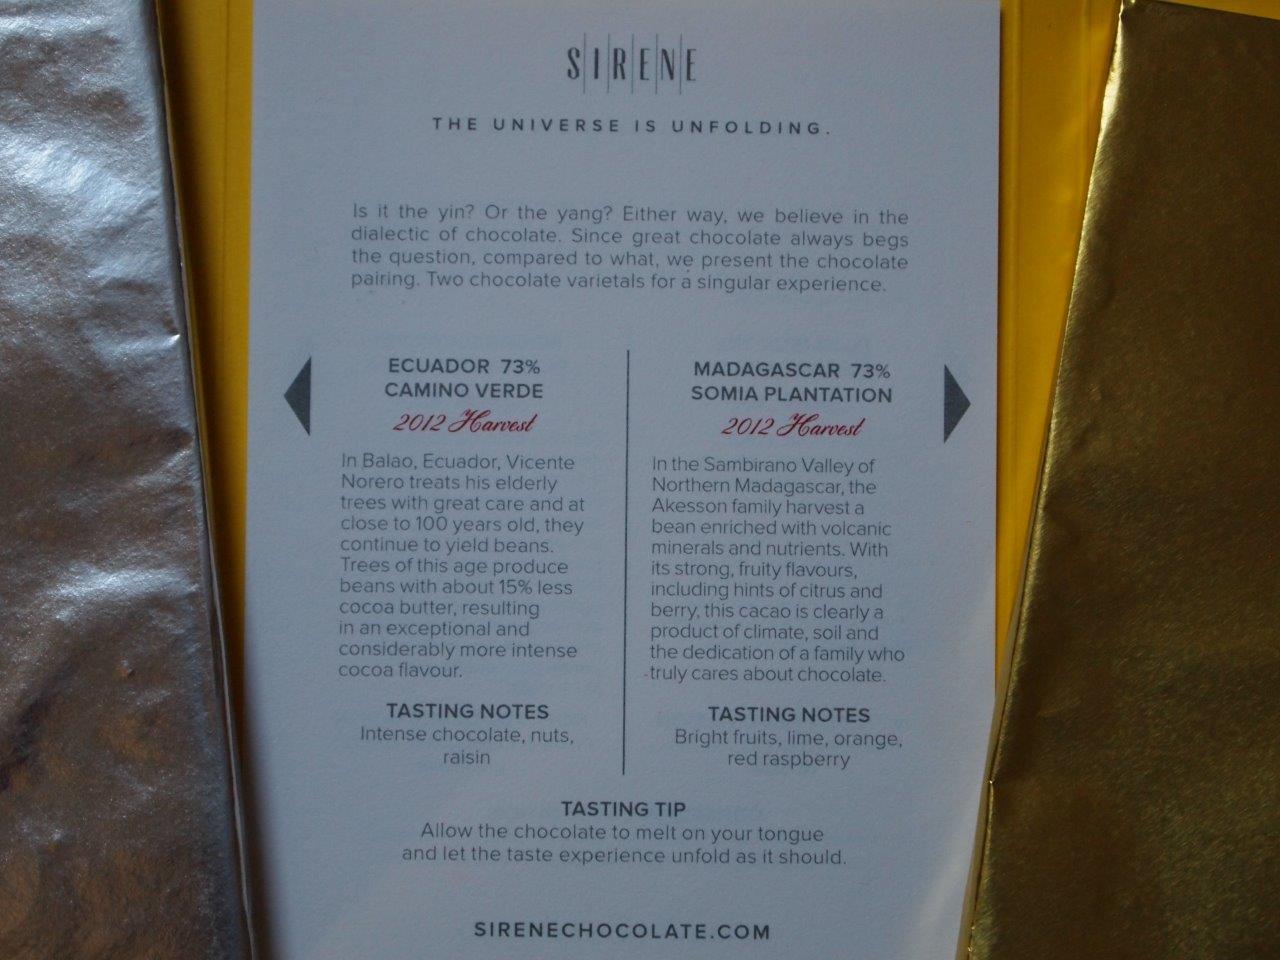 SIRENE
THE UNIVERSE IS UNFOLDING.
Is it the yin? Or the yang? Either way, we believe in the
dialectic of chocolate. Since great chocolate always begs
the question, compared to what, we present the chocolate
pairing. Two chocolate varietals for a singular experience.
ECUADOR 73%
CAMINO VERDE
2012 Harvest
In Balao, Ecuador, Vicente
Norero treats his elderly
trees with great care and at
close to 100 years old, they
continue to yield beans.
Trees of this age produce
beans with about 15% less
cocoa butter, resulting
in an exceptional and
considerably more intense
cocoa flavour.
TASTING NOTES
Intense chocolate, nuts,
raisin
MADAGASCAR 73%
SOMIA PLANTATION
2012 Harvest
In the Sambirano Valley of
Northern Madagascar, the
Akesson family harvest a
bean enriched with volcanic
minerals and nutrients. With
its strong, fruity flavours,
including hints of citrus and
berry, this cacao is clearly a
product of climate, soil and
the dedication of a family who
truly cares about chocolate.
TASTING NOTES
Bright fruits, lime, orange,
red raspberry
TASTING TIP
Allow the chocolate to melt on your tongue
and let the taste experience unfold as it should.
SIRENECHOCOLATE.COM